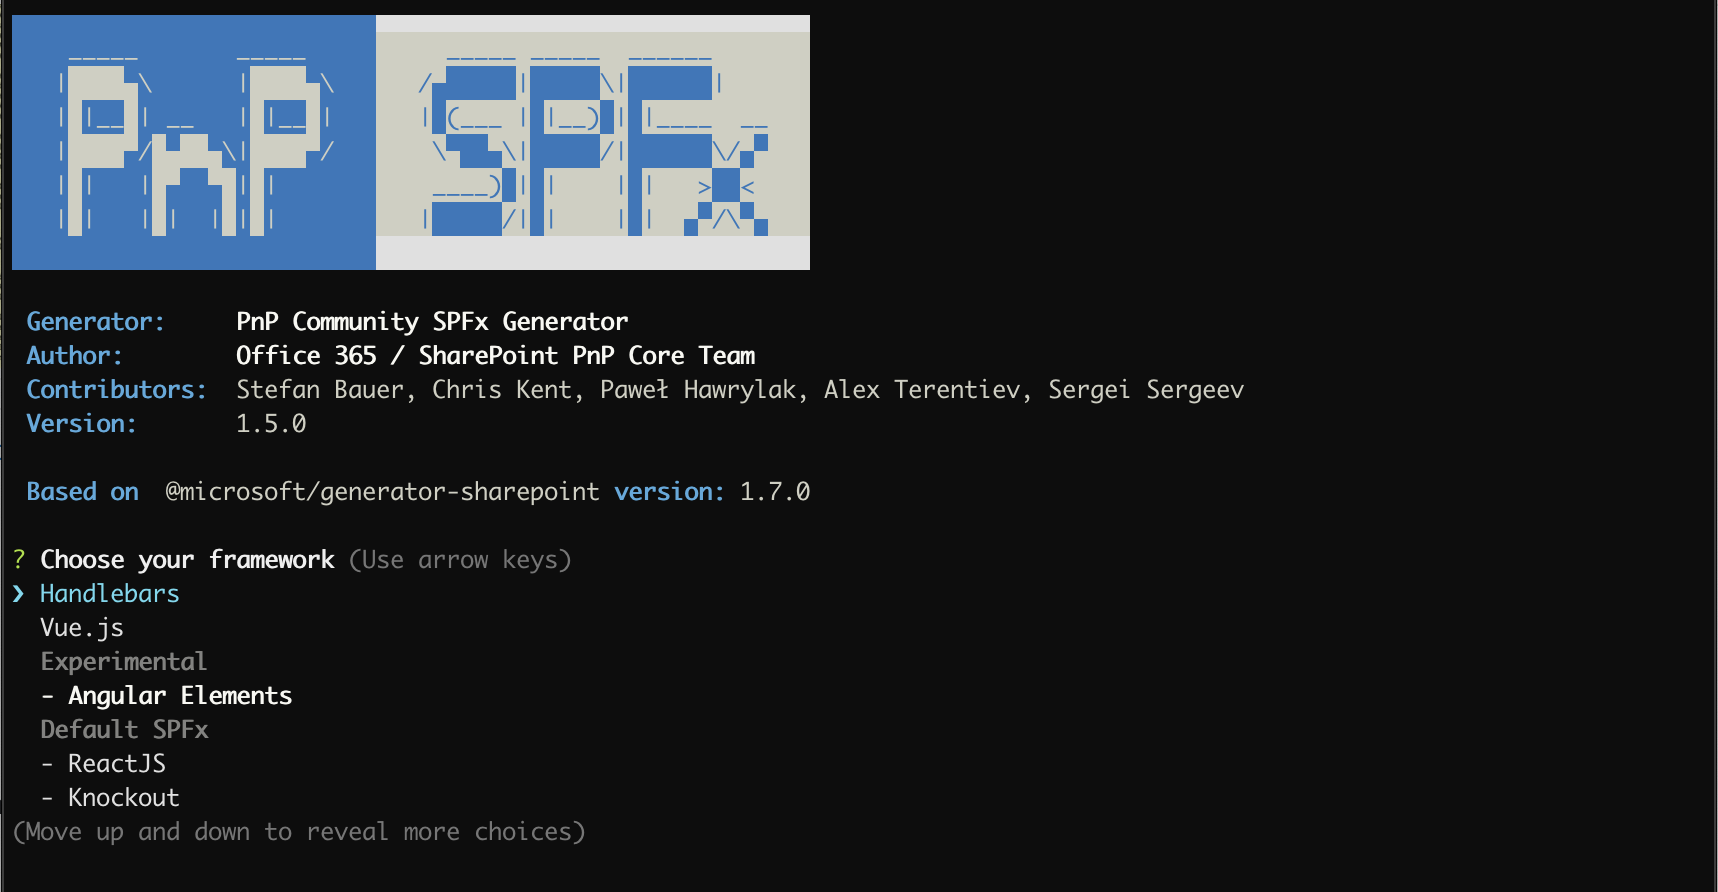 PnP SPFx
Generator: PnP Community SPFx Generator
Author: Office 365 / SharePoint PnP Core Team
Contributors: Stefan Bauer, Chris Kent, Paweł Hawrylak, Alex Terentiev, Sergei Sergeev
Version: 1.5.0
Based on @microsoft/generator-sharepoint version: 1.7.0
? Choose your framework (Use arrow keys)
❯ Handlebars
Vue.js
Experimental
- Angular Elements
Default SPFx
- ReactJS
- Knockout
(Move up and down to reveal more choices)